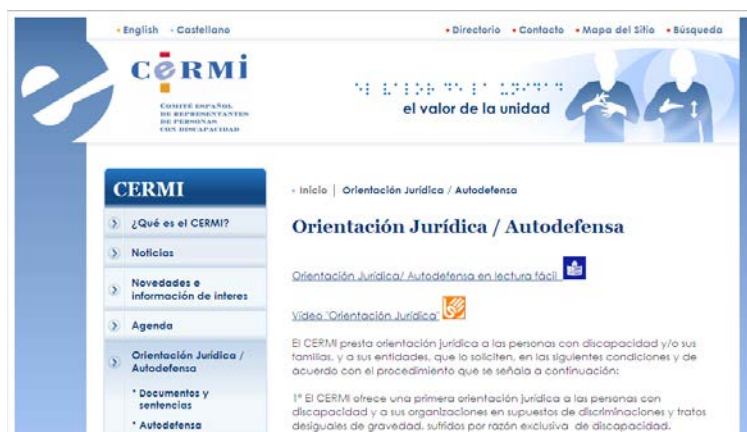 English Castellano
Directorio Contacto Mapa del Sitio Búsqueda
CERMI
COMITÉ ESPAÑOL
DE REPRESENTANTES
DE PERSONAS
CON DISCAPACIDAD
el valor de la unidad
CERMI
¿Qué es el CERMI?
Noticias
Novedades e
información de interes
Agenda
Orientación Jurídica /
Autodefensa
* Documentos y
sentencias
* Autodefensa
Inicio | Orientación Jurídica / Autodefensa
Orientación Jurídica / Autodefensa
Orientación Jurídica/ Autodefensa en lectura fácil
Vídeo "Orientación Jurídica"
El CERMI presta orientación jurídica a las personas con discapacidad y/o sus
familias, y a sus entidades, que lo soliciten, en las siguientes condiciones y de
acuerdo con el procedimiento que se señala a continuación:
1º El CERMI ofrece una primera orientación jurídica a las personas con
discapacidad y a sus organizaciones en supuestos de discriminaciones y tratos
desiguales de gravedad, sufridos por razón exclusiva de discapacidad.